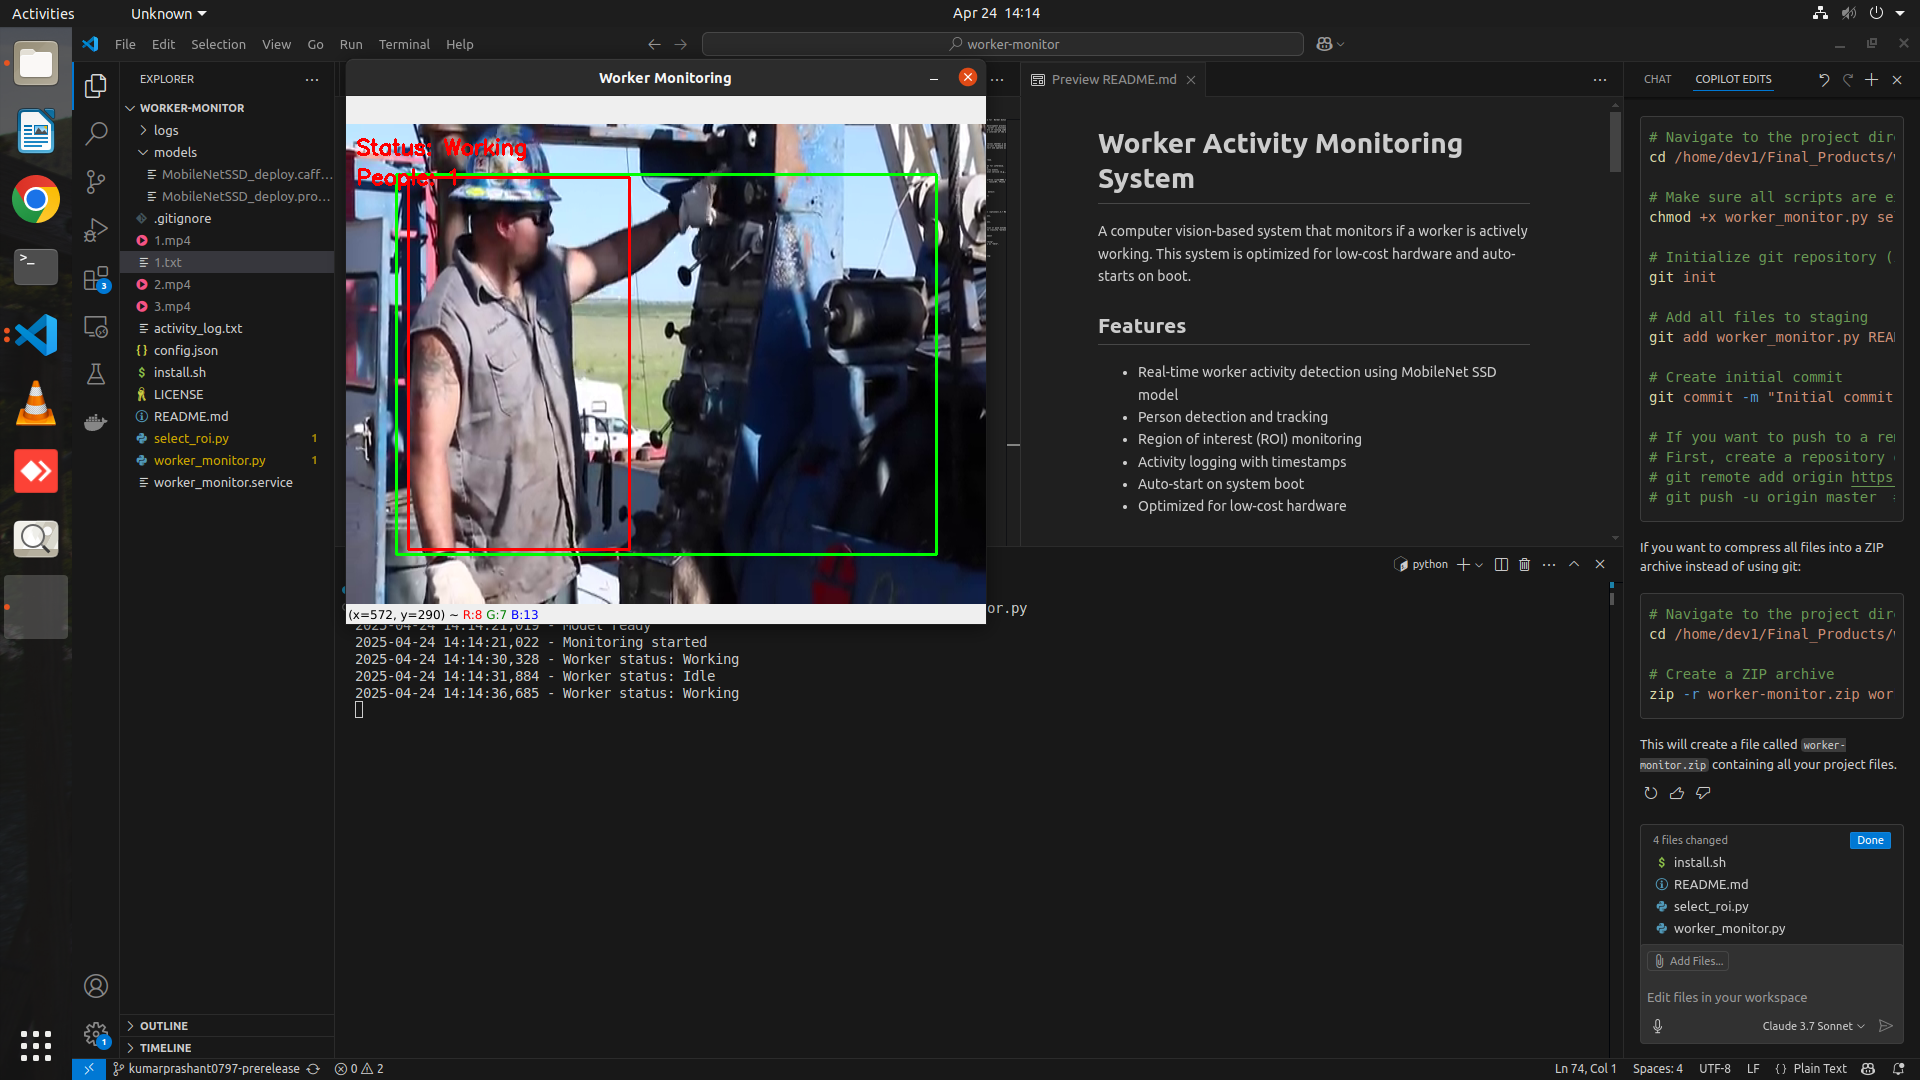 Activities
Unknown
Apr 24 14:14
File Edit Selection View Go Run Terminal Help
worker-monitor
EXPLORER
WORKER-MONITOR
logs
models
MobileNetSSD_deploy.caff...
MobileNetSSD_deploy.pro...
.gitignore
1.mp4
1.txt
2.mp4
3.mp4
activity_log.txt
config.json
install.sh
LICENSE
README.md
select_roi.py 1
worker_monitor.py 1
worker_monitor.service
OUTLINE
TIMELINE
3
1
Worker Monitoring
Status: Working
People: 1
(x=572, y=290) ~ R:8 G:7 B:13
Preview README.md
Worker Activity Monitoring
System
A computer vision-based system that monitors if a worker is actively
working. This system is optimized for low-cost hardware and auto-
starts on boot.
Features
Real-time worker activity detection using MobileNet SSD
model
Person detection and tracking
Region of interest (ROI) monitoring
Activity logging with timestamps
Auto-start on system boot
Optimized for low-cost hardware
python
or.py
2025-04-24 14:14:21,019 - Model ready
2025-04-24 14:14:21,022 - Monitoring started
2025-04-24 14:14:30,328 - Worker status: Working
2025-04-24 14:14:31,884 - Worker status: Idle
2025-04-24 14:14:36,685 - Worker status: Working
CHAT COPILOT EDITS
# Navigate to the project dire
cd /home/dev1/Final_Products/w
# Make sure all scripts are e
chmod +x worker_monitor.py se
# Initialize git repository (
git init
# Add all files to staging
git add worker_monitor.py REA
# Create initial commit
git commit -m "Initial commit
# If you want to push to a re
# First, create a repository
# git remote add origin https
# git push -u origin master
If you want to compress all files into a ZIP
archive instead of using git:
# Navigate to the project dire
cd /home/dev1/Final_Products/w
# Create a ZIP archive
zip -r worker-monitor.zip wor
This will create a file called worker-
monitor.zip containing all your project files.
4 files changed
Done
install.sh
README.md
select_roi.py
worker_monitor.py
Add Files...
Edit files in your workspace
Claude 3.7 Sonnet
kumarprashant0797-prerelease
0 2
Ln 74, Col 1 Spaces: 4 UTF-8 LF {} Plain Text